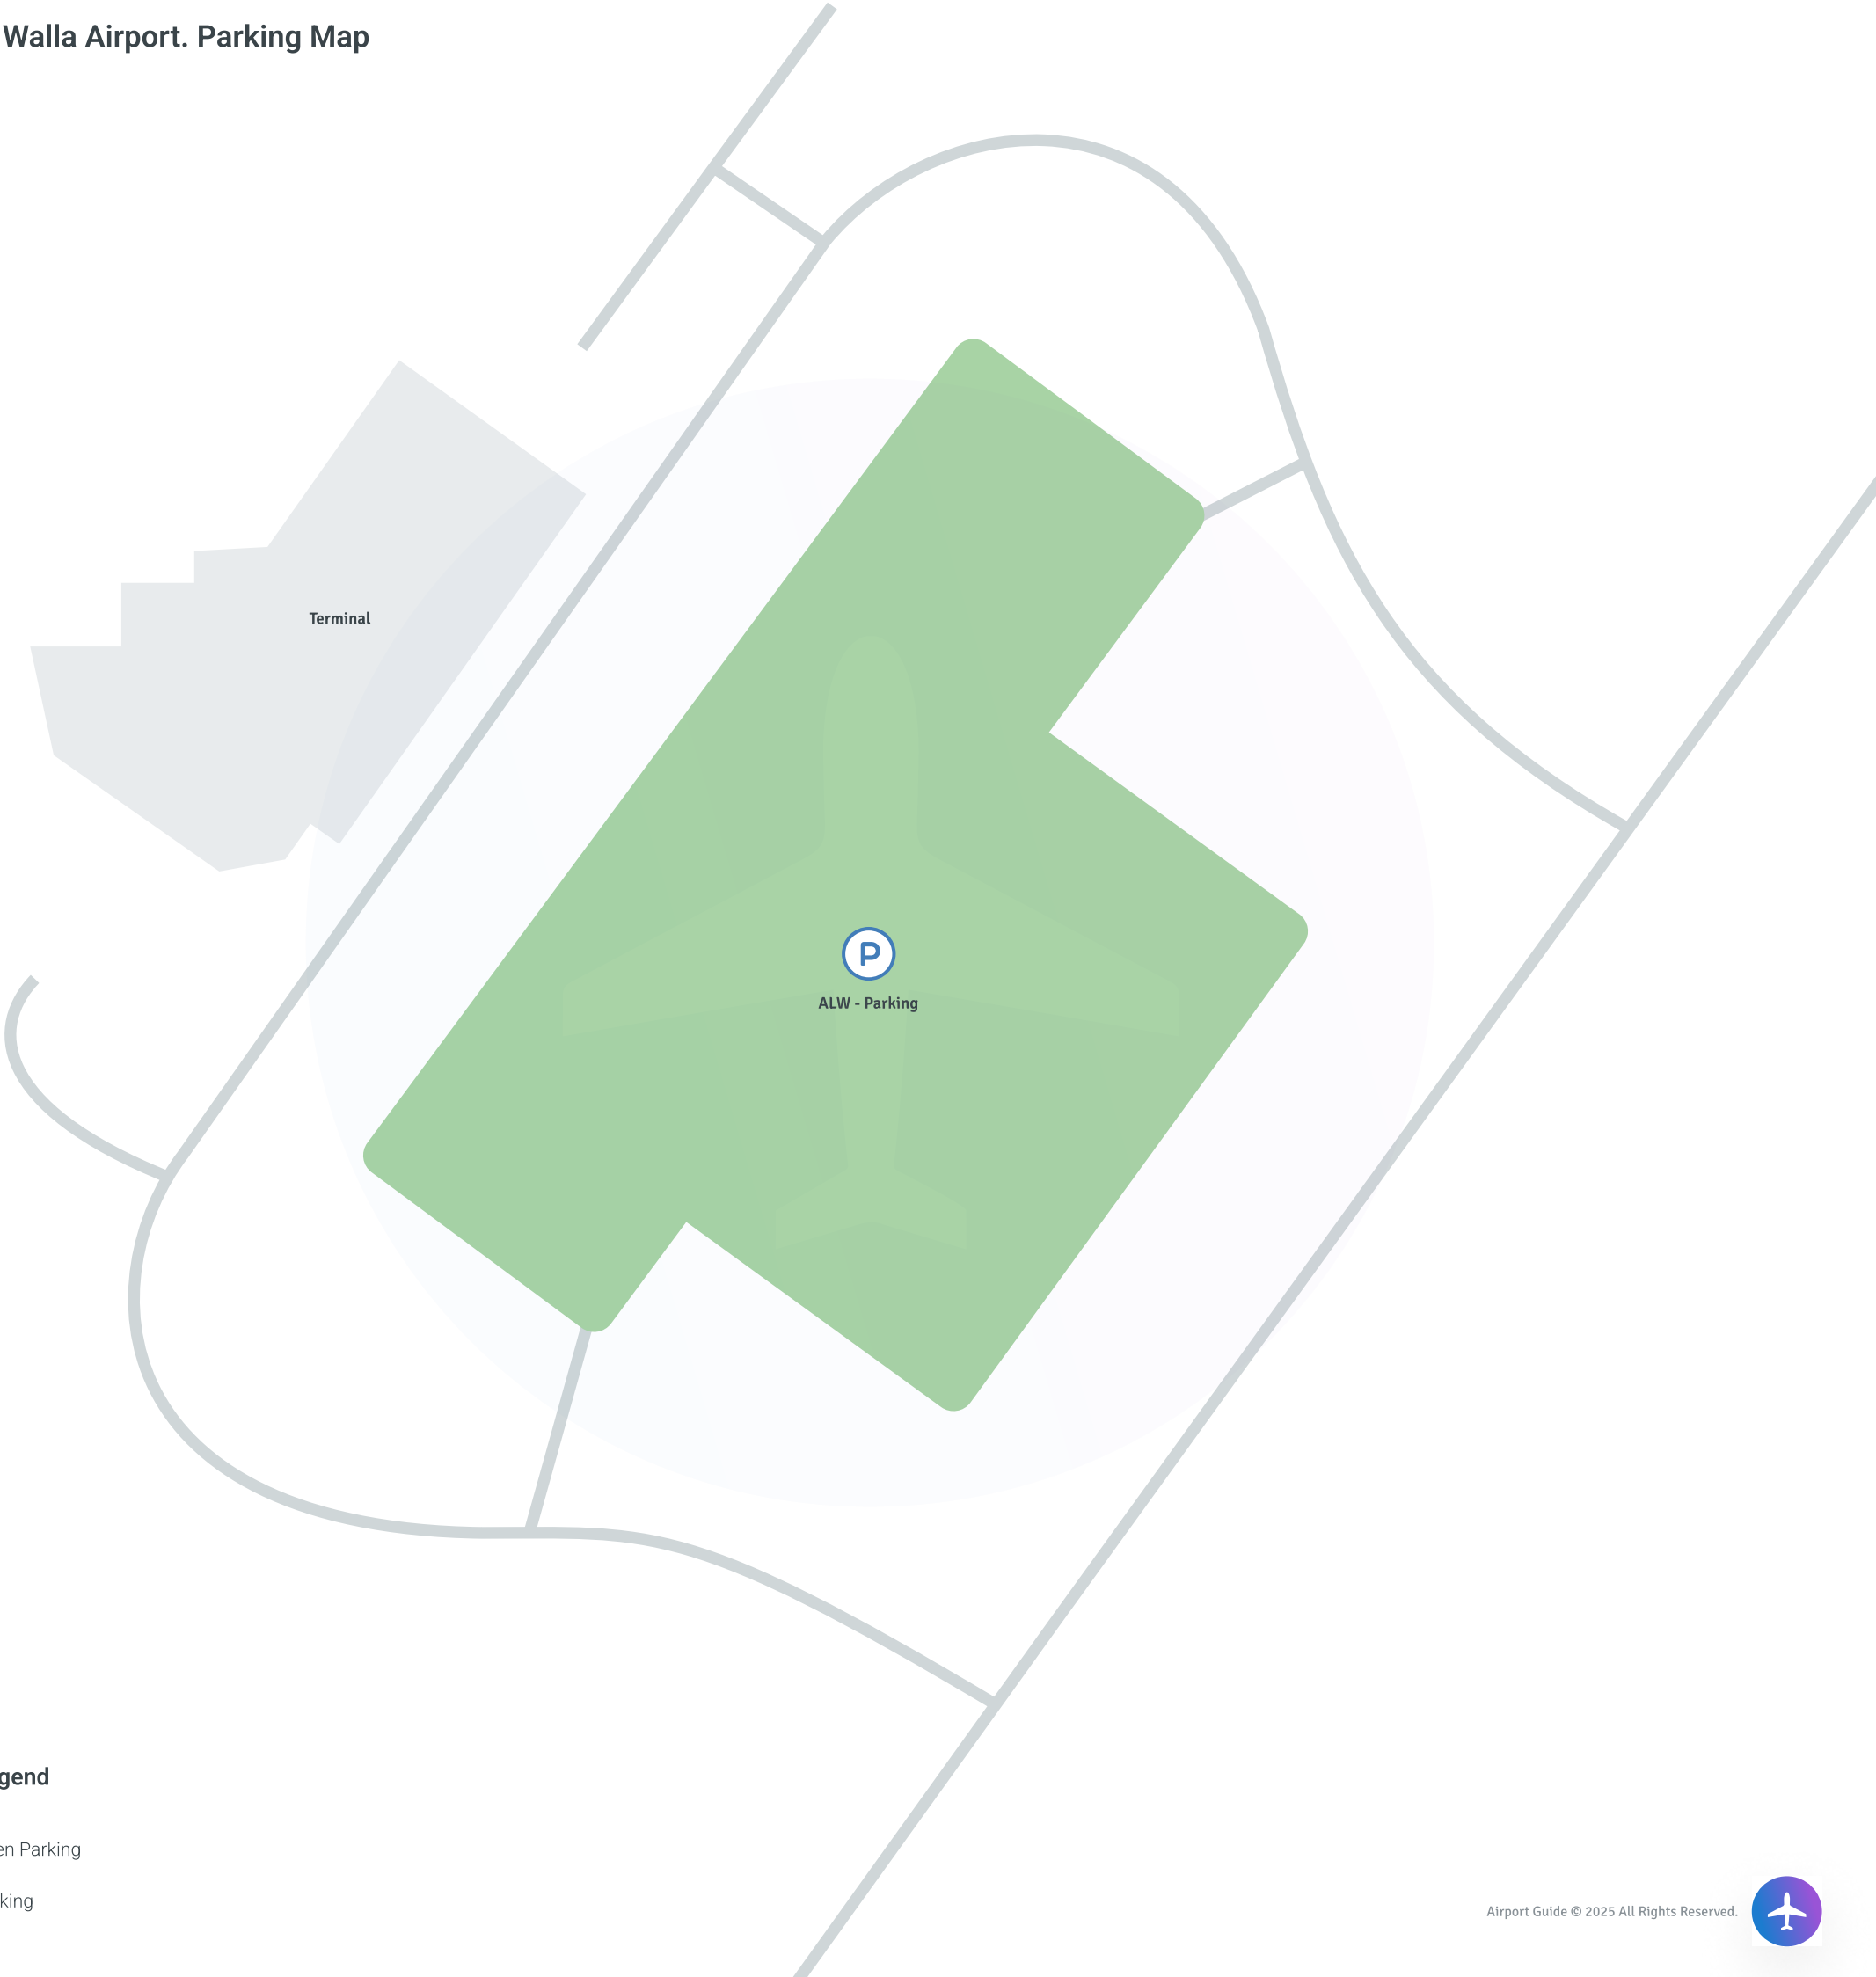 Walla Airport. Parking Map
Terminal
P
ALW - Parking
gend
en Parking
king
Airport Guide © 2025 All Rights Reserved.